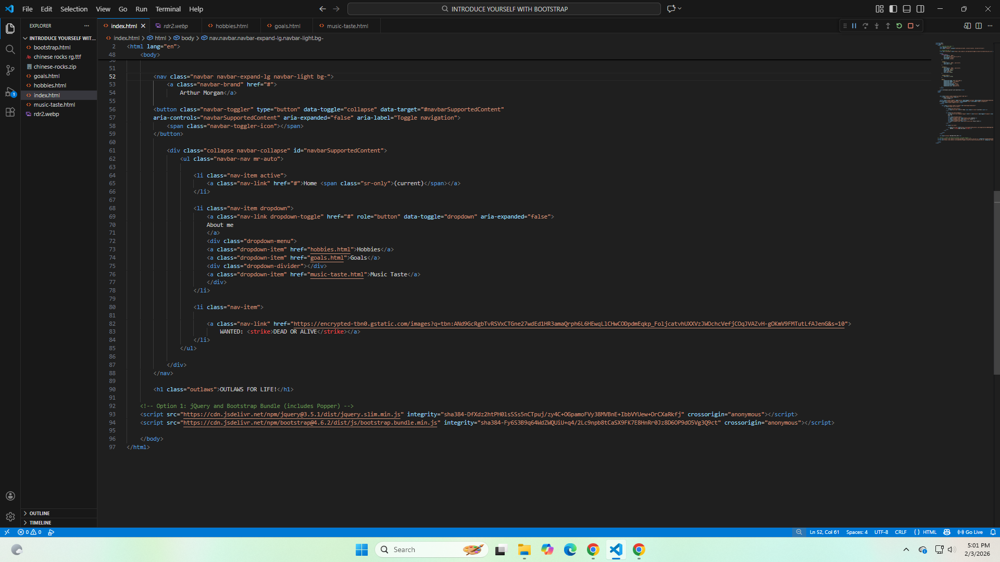 File Edit Selection View Go Run Terminal Help
INTRODUCE YOURSELF WITH BOOTSTRAP
EXPLORER
INTRODUCE YOURSELF WIT...
bootstrap.html
chinese rocks rg.ttf
chinese-rocks.zip
goals.html
hobbies.html
index.html
music-taste.html
rdr2.webp
OUTLINE
TIMELINE
index.html rdr2.webp hobbies.html goals.html music-taste.html
index.html > html > body > nav.navbar.navbar-expand-lg.navbar-light.bg-
2 <html lang="en">
48 <body>
51
52 <nav class="navbar navbar-expand-lg navbar-light bg-">
53 <a class="navbar-brand" href="#">
54 Arthur Morgan</a>
55
56 <button class="navbar-toggler" type="button" data-toggle="collapse" data-target="#navbarSupportedContent"
57 aria-controls="navbarSupportedContent" aria-expanded="false" aria-label="Toggle navigation">
58 <span class="navbar-toggler-icon"></span>
59 </button>
60
61 <div class="collapse navbar-collapse" id="navbarSupportedContent">
62 <ul class="navbar-nav mr-auto">
63
64 <li class="nav-item active">
65 <a class="nav-link" href="#">Home <span class="sr-only">(current)</span></a>
66 </li>
67
68 <li class="nav-item dropdown">
69 <a class="nav-link dropdown-toggle" href="#" role="button" data-toggle="dropdown" aria-expanded="false">
70 About me
71 </a>
72 <div class="dropdown-menu">
73 <a class="dropdown-item" href="hobbies.html">Hobbies</a>
74 <a class="dropdown-item" href="goals.html">Goals</a>
75 <div class="dropdown-divider"></div>
76 <a class="dropdown-item" href="music-taste.html">Music Taste</a>
77 </div>
78 </li>
79
80 <li class="nav-item">
81
82 <a class="nav-link" href="
83 WANTED: <strike>DEAD OR ALIVE</strike></a>
84 </li>
85 </ul>
86
87 </div>
88 </nav>
89
90 <h1 class="outlaws">OUTLAWS FOR LIFE!</h1>
91
92 <!-- Option 1: jQuery and Bootstrap Bundle (includes Popper) -->
93 <script src="https://cdn.jsdelivr.net/npm/jquery@3.5.1/dist/jquery.slim.min.js" integrity="sha384-DfXdz2htPH0lsSSs5nCTpuj/zy4C+OGpamoFVy38MVBnE+IbbVYUew+OrCXaRkfj" crossorigin="anonymous"></script>
94 <script src="https://cdn.jsdelivr.net/npm/bootstrap@4.6.2/dist/js/bootstrap.bundle.min.js" integrity="sha384-Fy6S3B9q64WdZWQUiU+q4/2Lc9npb8tCaSX9FK7E8HnRr0Jz8D6OP9dO5Vg3Q9ct" crossorigin="anonymous"></script>
95
96 </body>
97 </html>
0 0
Ln 52, Col 61 Spaces: 4 UTF-8 CRLF { } HTML Go Live
Search
5:01 PM
2/3/2026